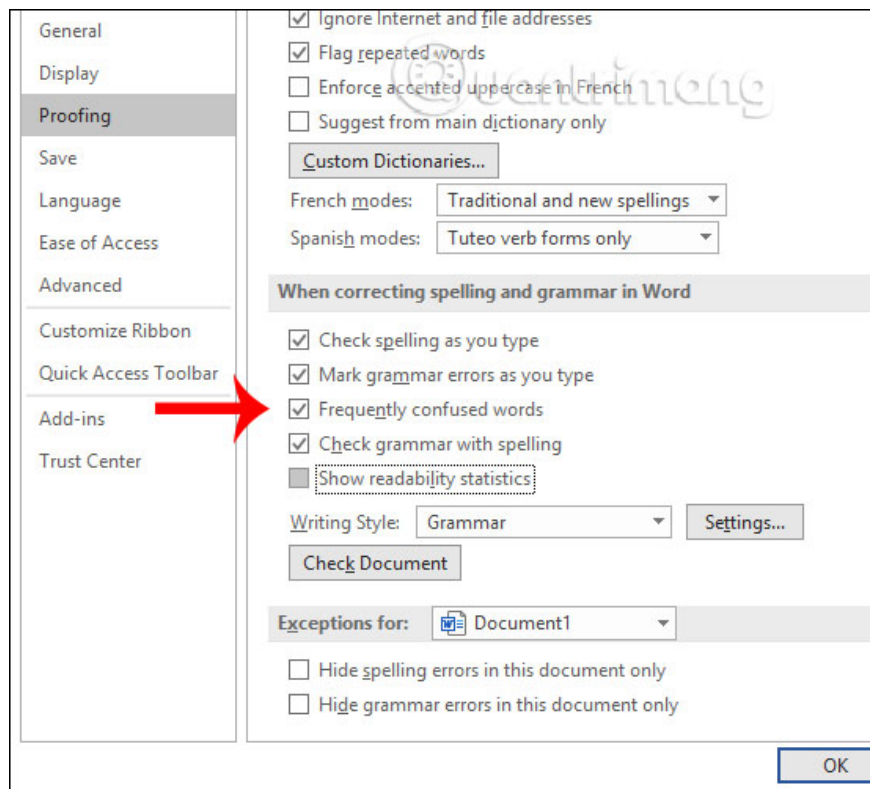 General
Display
Proofing
Save
Language
Ease of Access
Advanced
Customize Ribbon
Quick Access Toolbar
Add-ins
Trust Center
Ignore Internet and file addresses
Flag repeated words
Enforce accented uppercase in French
Suggest from main dictionary only
Custom Dictionaries...
French modes: Traditional and new spellings
Spanish modes: Tuteo verb forms only
When correcting spelling and grammar in Word
Check spelling as you type
Mark grammar errors as you type
Frequently confused words
Check grammar with spelling
Show readability statistics
Writing Style: Grammar Settings...
Check Document
Exceptions for: Document1
Hide spelling errors in this document only
Hide grammar errors in this document only
OK
Quantrimang